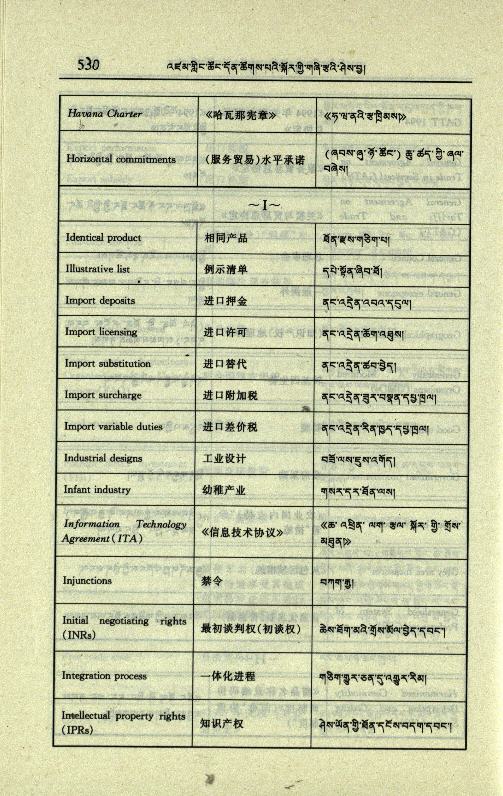 530
འཛམ་གླིང་ཚོང་དོན་ཚོགས་པའི་སྐོར་གྱི་གཞི་རྩའི་ཤེས་བྱ།
Havana Charter 《哈瓦那宪章》 《ཧ་ཝ་ནའི་རྩ་ཁྲིམས》
Horizontal commitments (服务贸易)水平承诺 (ཞབས་ཞུ་ཉོ་ཚོང་) ཆུ་ཚད་ཀྱི་ཞལ་
བཞེས།
～I～
Identical product 相同产品 ཐོན་རྫས་གཅིག་པ།
Illustrative list 例示清单 དཔེ་སྟོན་ཞིབ་ཐོ།
Import deposits 进口押金 ནང་འདྲེན་འབའ་དངུལ།
Import licensing 进口许可 ནང་འདྲེན་ཆོག་འཐུས།
Import substitution 进口替代 ནང་འདྲེན་ཚབ་བྱེད།
Import surcharge 进口附加税 ནང་འདྲེན་ཟུར་བསྣན་དཔྱ་ཁྲལ།
Import variable duties 进口差价税 ནང་འདྲེན་རིན་ཁྱད་དཔྱ་ཁྲལ།
Industrial designs 工业设计 བཟོ་ལས་ཇུས་འགོད།
Infant industry 幼稚产业 གསར་དར་ཐོན་ལས།
Information Technology 《信息技术协议》 《ཆ་འཕྲིན་ལག་རྩལ་སྐོར་གྱི་གྲོས་
Agreement(ITA) མཐུན》
Injunctions 禁令 བཀག་རྒྱ།
Initial negotiating rights 最初谈判权(初谈权) ཆེས་ཐོག་མའི་གྲོས་མོལ་བྱེད་དབང་།
(INRs)
Integration process 一体化进程 གཅིག་གྱུར་ཅན་དུ་འགྱུར་རིམ།
Intellectual property rights 知识产权 ཤེས་ཡོན་གྱི་ཐོན་དངོས་བདག་དབང་།
(IPRs)